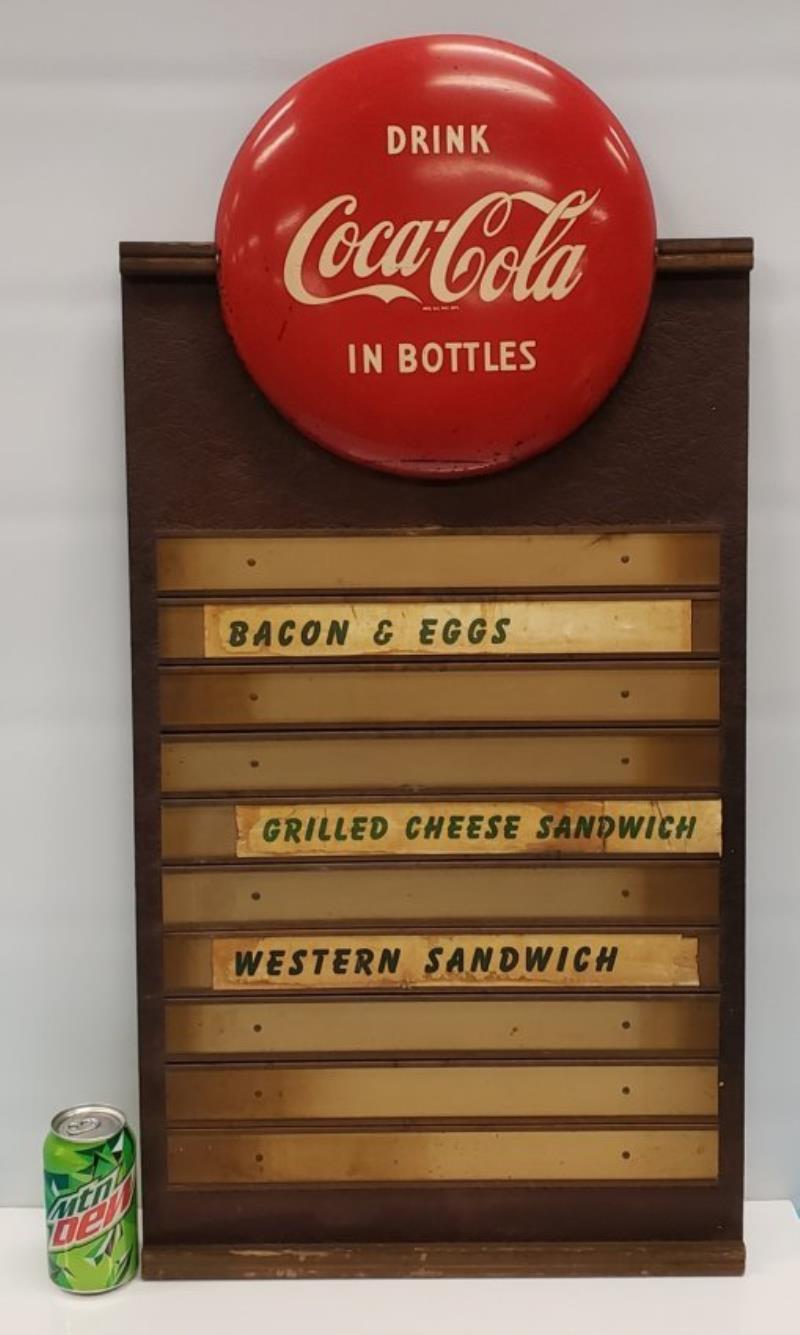 DRINK
Coca-Cola
IN BOTTLES
BACON & EGGS
GRILLED CHEESE SANDWICH
WESTERN SANDWICH
mtn
DEW